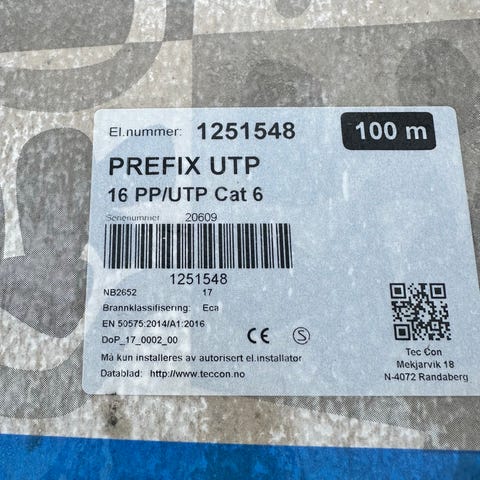 El.nummer: 1251548 100 m
PREFIX UTP
16 PP/UTP Cat 6
Serienummer 20609
1251548
NB2652 17
Brannklassifisering: Eca
EN 50575:2014/A1:2016
DoP_17_0002_00
CE S
Må kun installeres av autorisert el.installatør
Datablad: http://www.teccon.no
Tec Con
Mekjarvik 18
N-4072 Randaberg